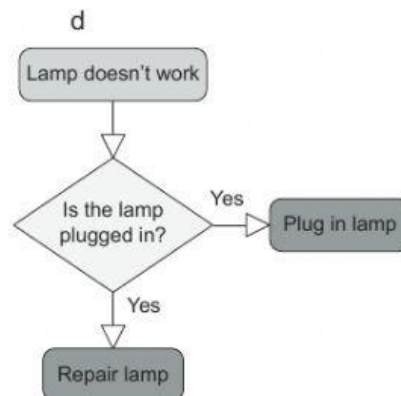 d
Lamp doesn't work
Is the lamp
plugged in?
Yes
Plug in lamp
Yes
Repair lamp